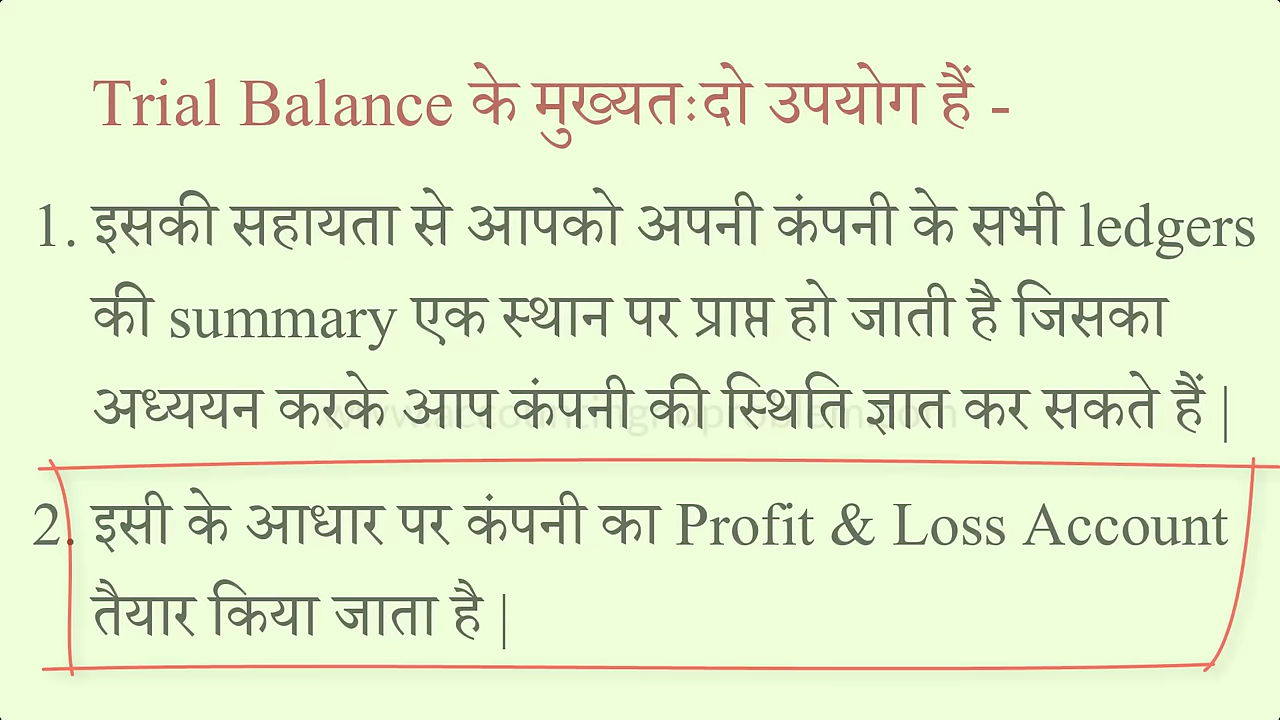 Trial Balance के मुख्यतःदो उपयोग हैं -
1. इसकी सहायता से आपको अपनी कंपनी के सभी ledgers
की summary एक स्थान पर प्राप्त हो जाती है जिसका
अध्ययन करके आप कंपनी की स्थिति ज्ञात कर सकते हैं |
2. इसी के आधार पर कंपनी का Profit & Loss Account
तैयार किया जाता है |